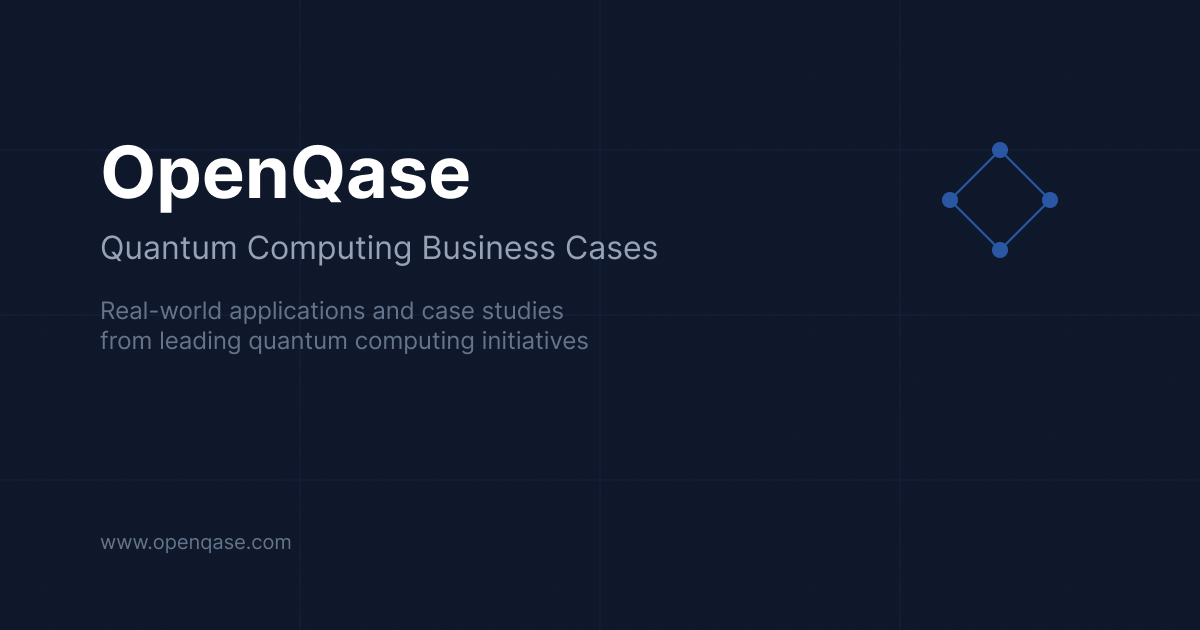 OpenQase
Quantum Computing Business Cases
Real-world applications and case studies
from leading quantum computing initiatives
www.openqase.com